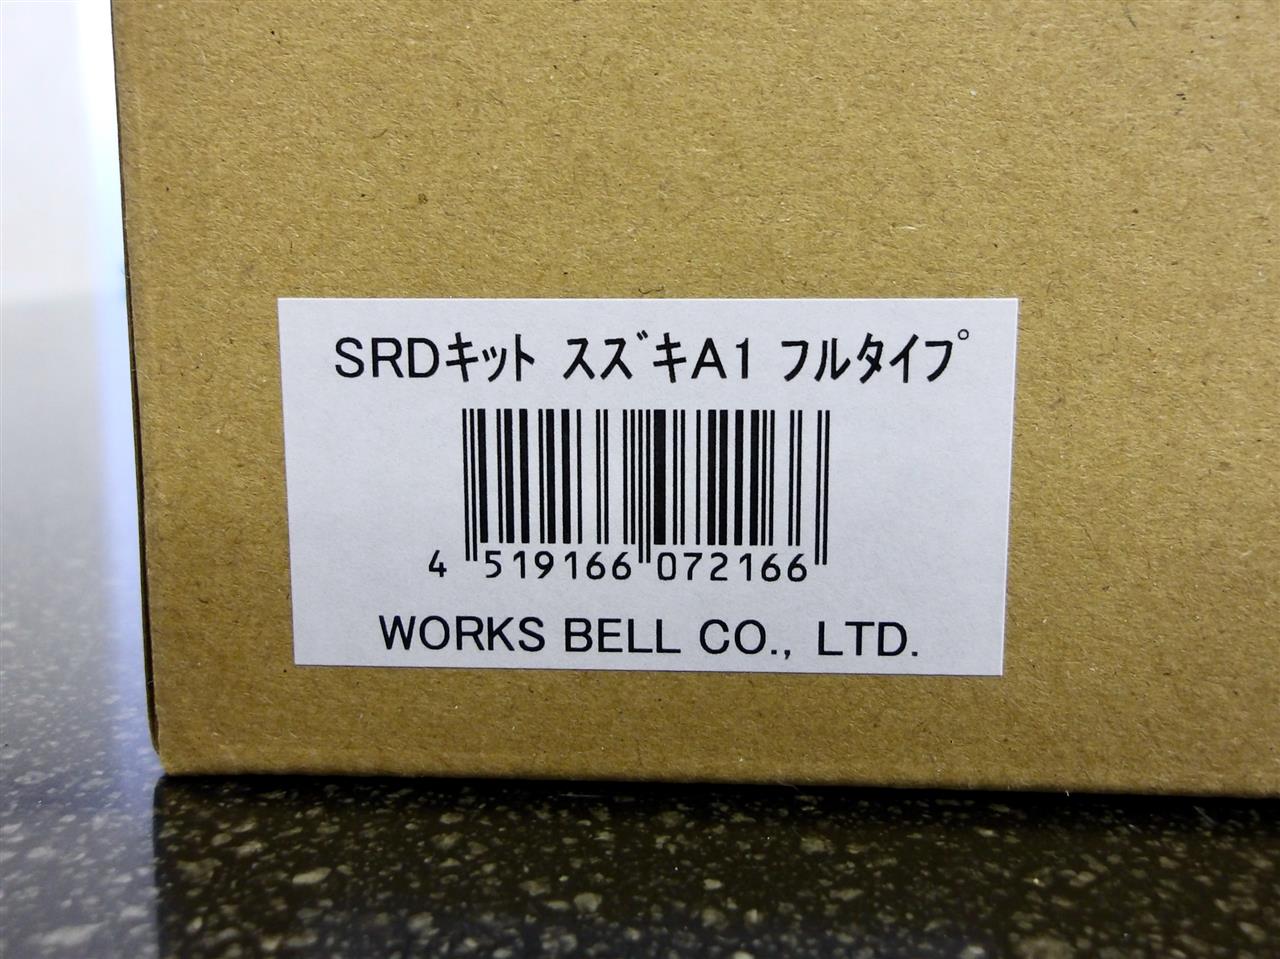 SRDｷｯﾄ ｽｽﾞｷA1 ﾌﾙﾀｲﾌﾟ
4 519166 072166
WORKS BELL CO., LTD.